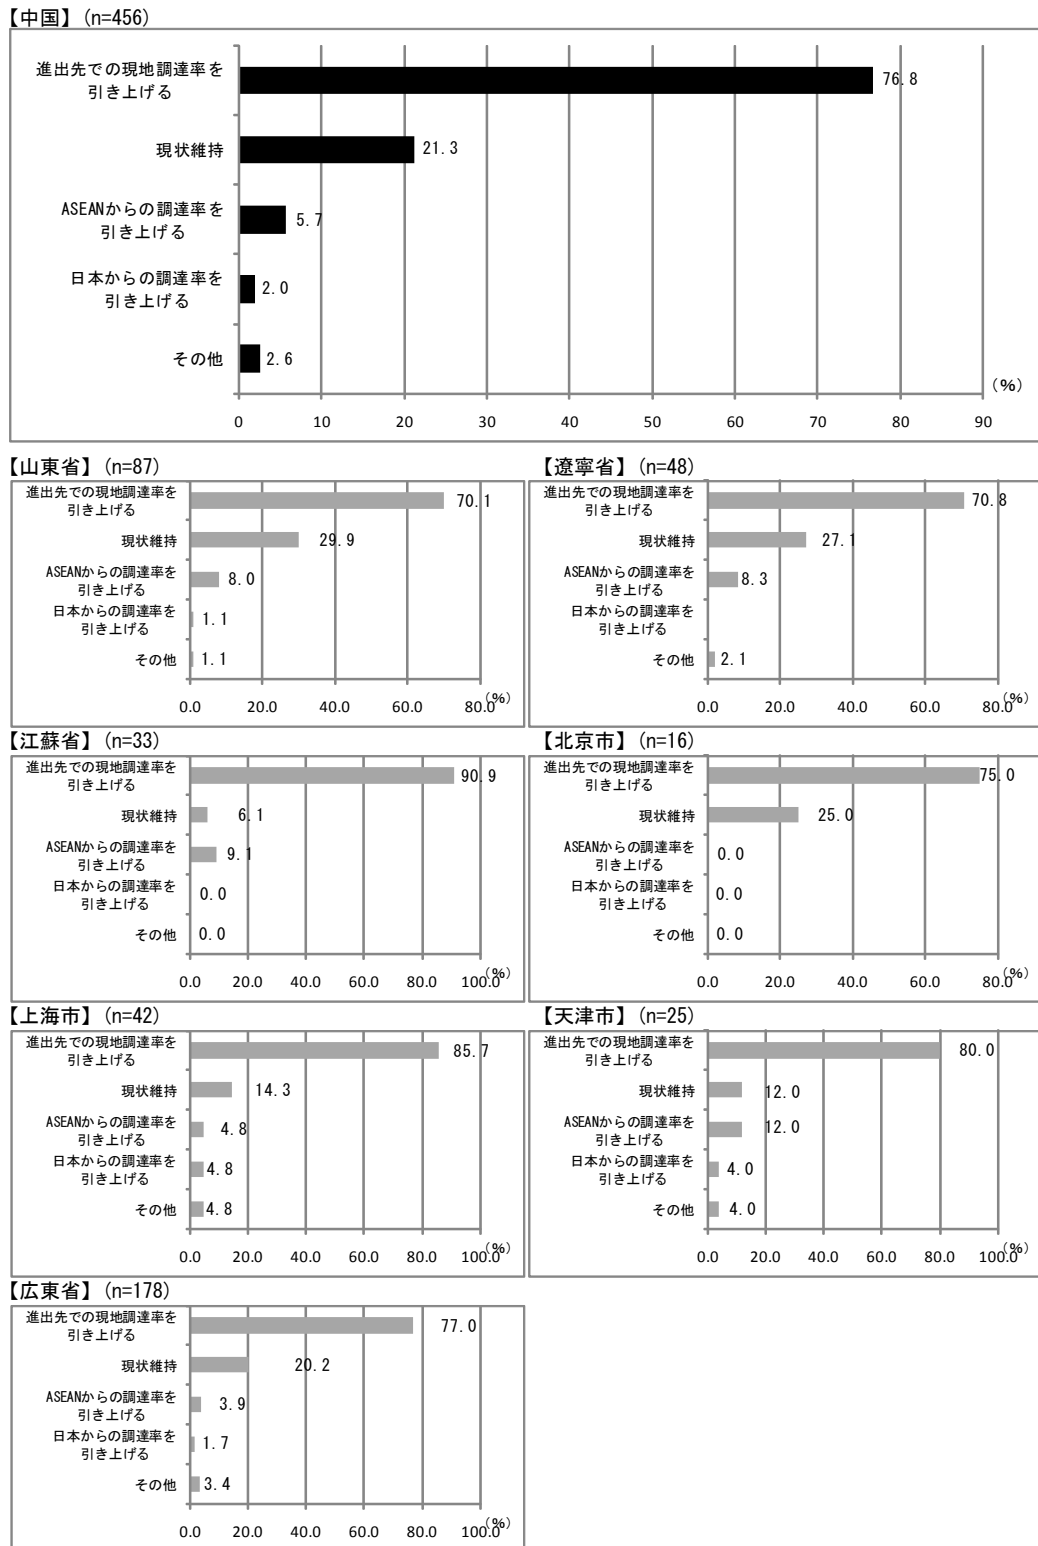 【中国】(n=456)
進出先での現地調達率を
引き上げる
76.8
現状維持
21.3
ASEANからの調達率を
引き上げる
5.7
日本からの調達率を
引き上げる
2.0
その他
2.6
(%)
0 10 20 30 40 50 60 70 80 90
【山東省】(n=87)
進出先での現地調達率を
引き上げる
70.1
現状維持
29.9
ASEANからの調達率を
引き上げる
8.0
日本からの調達率を
引き上げる
1.1
その他
1.1
(%)
0.0 20.0 40.0 60.0 80.0
【遼寧省】(n=48)
進出先での現地調達率を
引き上げる
70.8
現状維持
27.1
ASEANからの調達率を
引き上げる
8.3
日本からの調達率を
引き上げる
その他
2.1
(%)
0.0 20.0 40.0 60.0 80.0
【江蘇省】(n=33)
進出先での現地調達率を
引き上げる
90.9
現状維持
6.1
ASEANからの調達率を
引き上げる
9.1
日本からの調達率を
引き上げる
0.0
その他
0.0
(%)
0.0 20.0 40.0 60.0 80.0 100.0
【北京市】(n=16)
進出先での現地調達率を
引き上げる
75.0
現状維持
25.0
ASEANからの調達率を
引き上げる
0.0
日本からの調達率を
引き上げる
0.0
その他
0.0
(%)
0.0 20.0 40.0 60.0 80.0
【上海市】(n=42)
進出先での現地調達率を
引き上げる
85.7
現状維持
14.3
ASEANからの調達率を
引き上げる
4.8
日本からの調達率を
引き上げる
4.8
その他
4.8
(%)
0.0 20.0 40.0 60.0 80.0 100.0
【天津市】(n=25)
進出先での現地調達率を
引き上げる
80.0
現状維持
12.0
ASEANからの調達率を
引き上げる
12.0
日本からの調達率を
引き上げる
4.0
その他
4.0
(%)
0.0 20.0 40.0 60.0 80.0 100.0
【広東省】(n=178)
進出先での現地調達率を
引き上げる
77.0
現状維持
20.2
ASEANからの調達率を
引き上げる
3.9
日本からの調達率を
引き上げる
1.7
その他
3.4
(%)
0.0 20.0 40.0 60.0 80.0 100.0